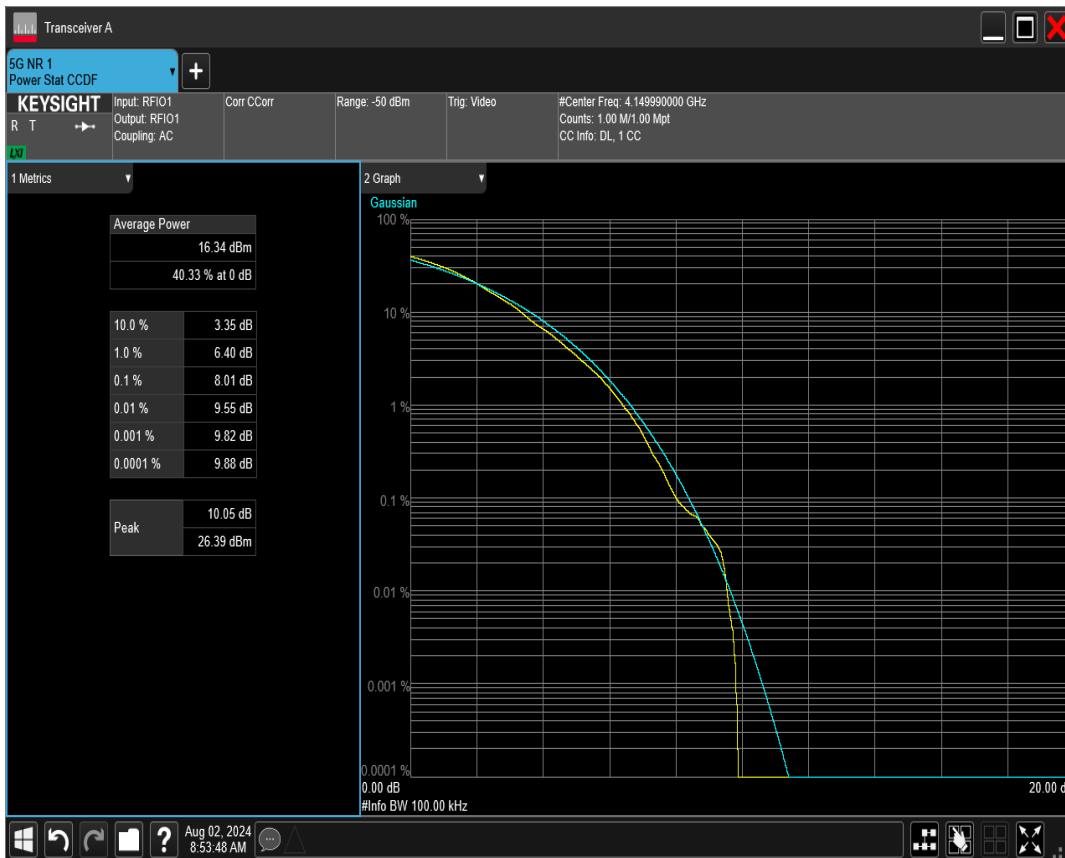 Transceiver A
5G NR 1
Power Stat CCDF
+
KEYSIGHT
R T
LXI
Input: RFIO1
Output: RFIO1
Coupling: AC
Corr CCorr
Range: -50 dBm
Trig: Video
#Center Freq: 4.149990000 GHz
Counts: 1.00 M/1.00 Mpt
CC Info: DL, 1 CC
1 Metrics
Average Power
16.34 dBm
40.33 % at 0 dB
10.0 % 3.35 dB
1.0 % 6.40 dB
0.1 % 8.01 dB
0.01 % 9.55 dB
0.001 % 9.82 dB
0.0001 % 9.88 dB
Peak
10.05 dB
26.39 dBm
2 Graph
Gaussian
100 %
10 %
1 %
0.1 %
0.01 %
0.001 %
0.0001 %
0.00 dB 20.00 d
#Info BW 100.00 kHz
?
Aug 02, 2024
8:53:48 AM